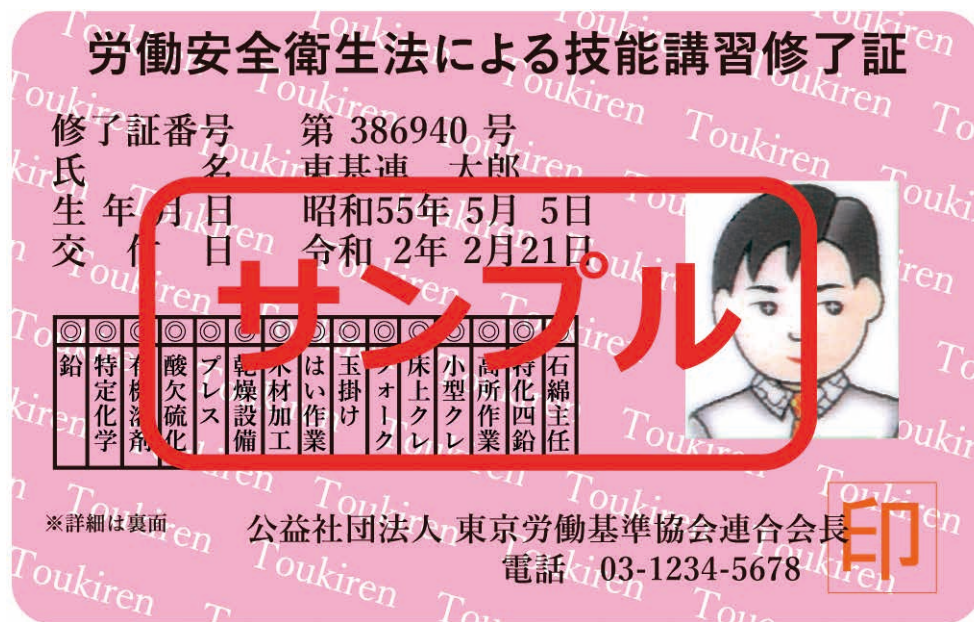 労働安全衛生法による技能講習修了証
修了証番号 第 386940 号
氏 名 東基連 太郎
生年月日 昭和55年 5月 5日
交付日 令和 2年 2月21日
サンプル
◎ ◎ ◎ ◎ ◎ ◎ ◎ ◎ ◎ ◎ ◎ ◎ ◎ ◎ ◎
鉛
特定化学
有機溶剤
酸欠硫化
プレス
乾燥設備
木材加工
はい作業
玉掛け
フォーク
床上クレ
小型クレ
高所作業
特化四鉛
石綿主任
※詳細は裏面
公益社団法人 東京労働基準協会連合会長
電話 03-1234-5678
印
Toukiren